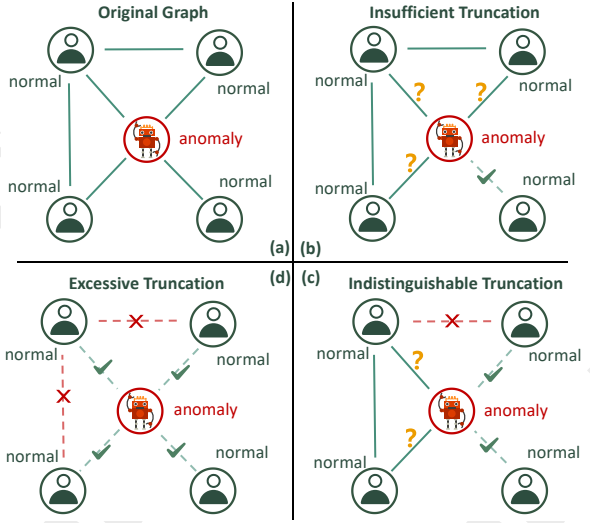 Original Graph
normal
normal
anomaly
normal
normal
(a)
Insufficient Truncation
normal
normal
?
?
anomaly
?
normal
normal
(b)
Excessive Truncation
(d)
normal
normal
anomaly
normal
normal
(c)
Indistinguishable Truncation
normal
normal
?
anomaly
?
normal
normal